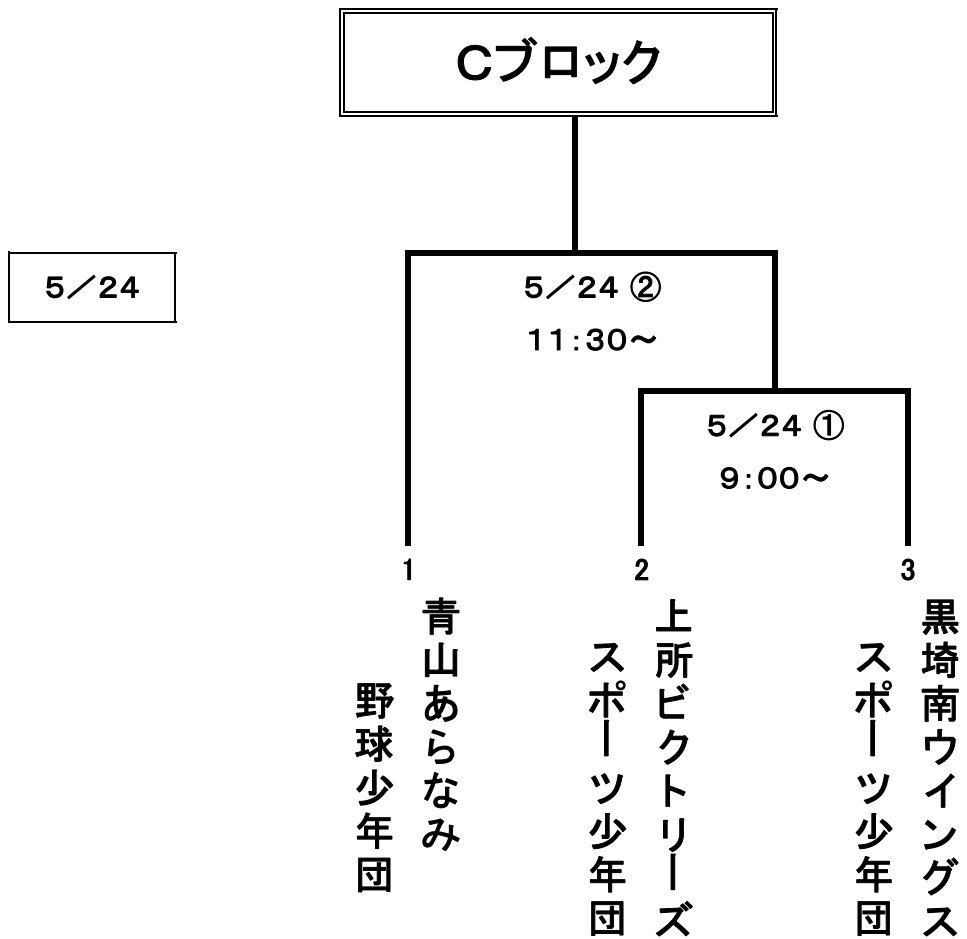 Cブロック
5/24
5/24 ②
11:30~
5/24 ①
9:00~
1
2
3
青山あらなみ
野球少年団
上所ビクトリーズ
スポーツ少年団
黒埼南ウイングス
スポーツ少年団